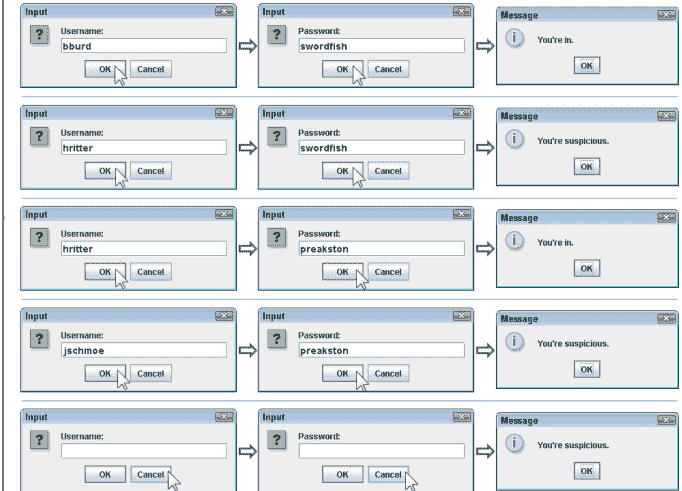 Input
Username:
bburd
OK Cancel
Input
Password:
swordfish
OK Cancel
Message
You're in.
OK
Input
Username:
hritter
OK Cancel
Input
Password:
swordfish
OK Cancel
Message
You're suspicious.
OK
Input
Username:
hritter
OK Cancel
Input
Password:
preakston
OK Cancel
Message
You're in.
OK
Input
Username:
jschmoe
OK Cancel
Input
Password:
preakston
OK Cancel
Message
You're suspicious.
OK
Input
Username:
OK Cancel
Input
Password:
OK Cancel
Message
You're suspicious.
OK